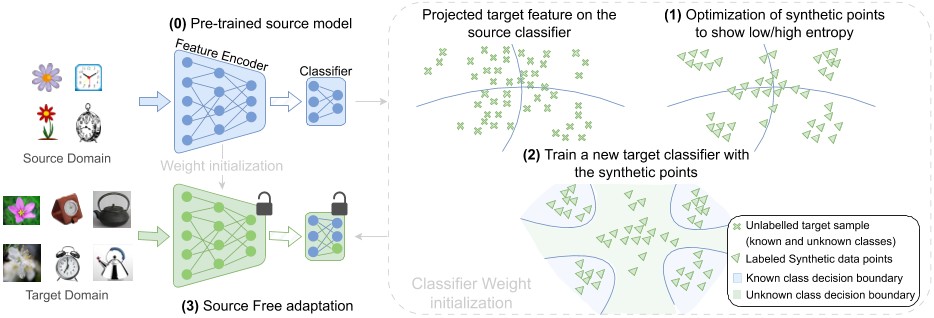 (0) Pre-trained source model
Feature Encoder
Classifier
Source Domain
Weight initialization
Target Domain
(3) Source Free adaptation
Projected target feature on the
source classifier
(1) Optimization of synthetic points
to show low/high entropy
(2) Train a new target classifier with
the synthetic points
Classifier Weight
initialization
Unlabelled target sample
(known and unknown classes)
Labeled Synthetic data points
Known class decision boundary
Unknown class decision boundary